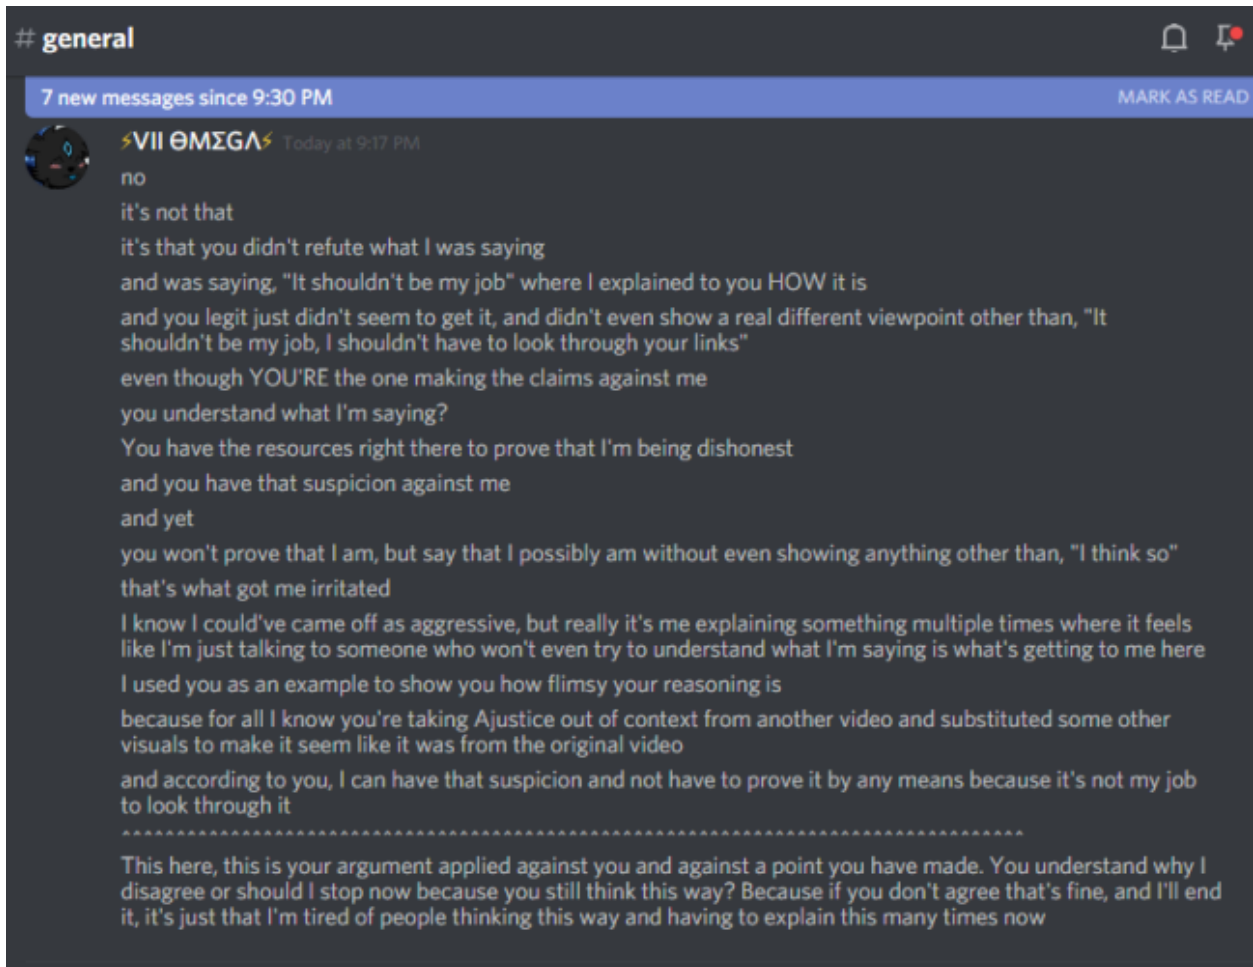 # general
7 new messages since 9:30 PM MARK AS READ
⚡VII ӨMΣGΛ⚡ Today at 9:17 PM
no
it's not that
it's that you didn't refute what I was saying
and was saying, "It shouldn't be my job" where I explained to you HOW it is
and you legit just didn't seem to get it, and didn't even show a real different viewpoint other than, "It
shouldn't be my job, I shouldn't have to look through your links"
even though YOU'RE the one making the claims against me
you understand what I'm saying?
You have the resources right there to prove that I'm being dishonest
and you have that suspicion against me
and yet
you won't prove that I am, but say that I possibly am without even showing anything other than, "I think so"
that's what got me irritated
I know I could've came off as aggressive, but really it's me explaining something multiple times where it feels
like I'm just talking to someone who won't even try to understand what I'm saying is what's getting to me here
I used you as an example to show you how flimsy your reasoning is
because for all I know you're taking Ajustice out of context from another video and substituted some other
visuals to make it seem like it was from the original video
and according to you, I can have that suspicion and not have to prove it by any means because it's not my job
to look through it
^^^^^^^^^^^^^^^^^^^^^^^^^^^^^^^^^^^^^^^^^^^^^^^^^^^^^^^^^^^^^^^^^^^^^^^^^^^^^^^^^^^
This here, this is your argument applied against you and against a point you have made. You understand why I
disagree or should I stop now because you still think this way? Because if you don't agree that's fine, and I'll end
it, it's just that I'm tired of people thinking this way and having to explain this many times now